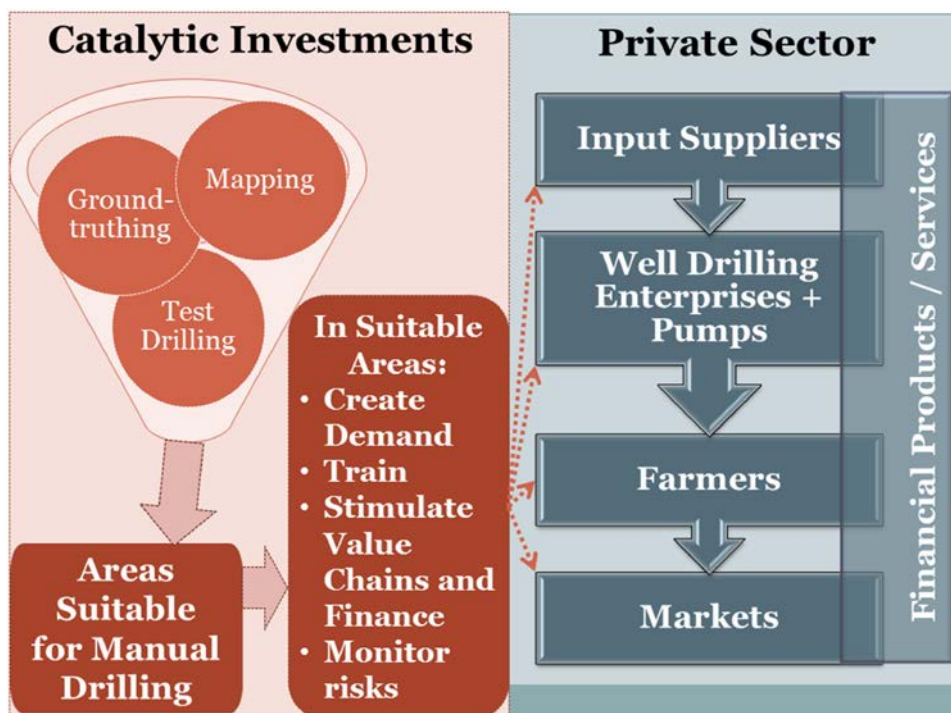 Catalytic Investments
Mapping
Ground-
truthing
Test
Drilling
Areas
Suitable
for Manual
Drilling
In Suitable
Areas:
• Create
Demand
• Train
• Stimulate
Value
Chains and
Finance
• Monitor
risks
Private Sector
Input Suppliers
Well Drilling
Enterprises +
Pumps
Farmers
Markets
Financial Products / Services